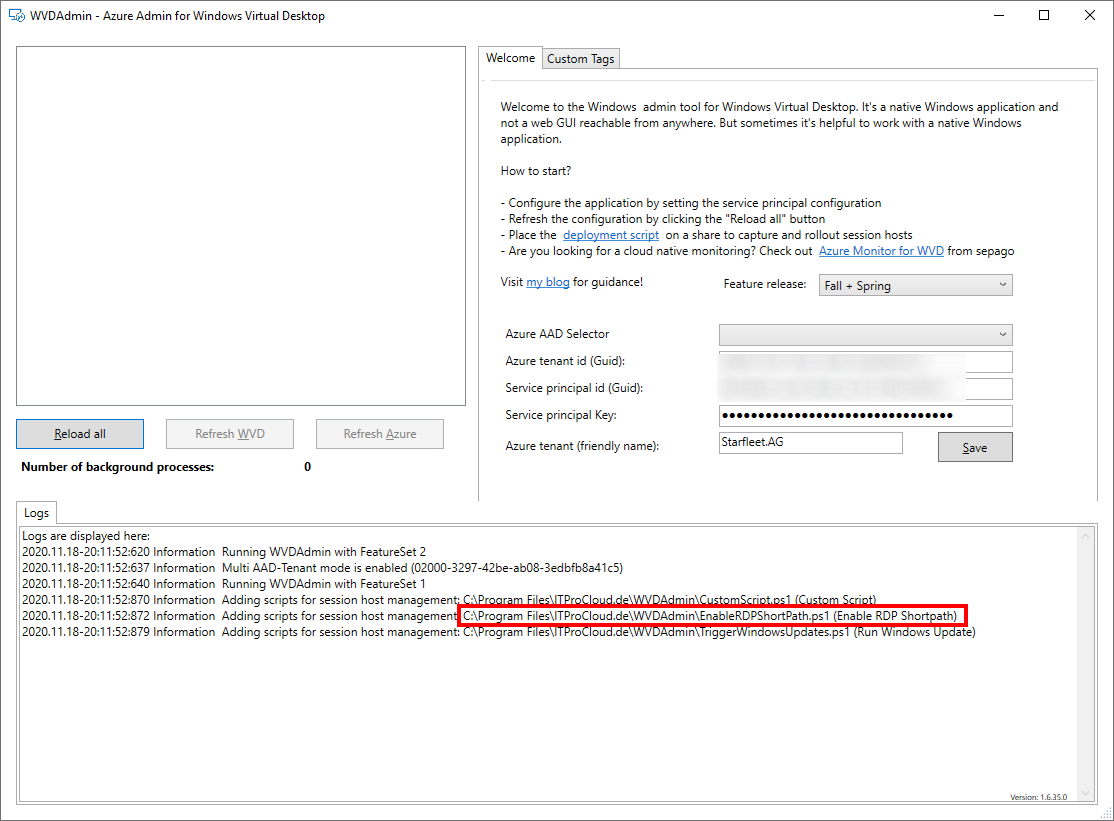 WVDAdmin - Azure Admin for Windows Virtual Desktop
Welcome
Custom Tags
Welcome to the Windows admin tool for Windows Virtual Desktop. It's a native Windows application and
not a web GUI reachable from anywhere. But sometimes it's helpful to work with a native Windows
application.
How to start?
- Configure the application by setting the service principal configuration
- Refresh the configuration by clicking the "Reload all" button
- Place the deployment script on a share to capture and rollout session hosts
- Are you looking for a cloud native monitoring? Check out Azure Monitor for WVD from sepago
Visit my blog for guidance!
Feature release:
Fall + Spring
Azure AAD Selector
Azure tenant id (Guid):
Service principal id (Guid):
Service principal Key:
Azure tenant (friendly name):
Starfleet.AG
Save
Reload all
Refresh WVD
Refresh Azure
Number of background processes:
0
Logs
Logs are displayed here:
2020.11.18-20:11:52:620 Information Running WVDAdmin with FeatureSet 2
2020.11.18-20:11:52:637 Information Multi AAD-Tenant mode is enabled (02000-3297-42be-ab08-3edbfb8a41c5)
2020.11.18-20:11:52:640 Information Running WVDAdmin with FeatureSet 1
2020.11.18-20:11:52:870 Information Adding scripts for session host management: C:\Program Files\ITProCloud.de\WVDAdmin\CustomScript.ps1 (Custom Script)
2020.11.18-20:11:52:872 Information Adding scripts for session host management: C:\Program Files\ITProCloud.de\WVDAdmin\EnableRDPShortPath.ps1 (Enable RDP Shortpath)
2020.11.18-20:11:52:879 Information Adding scripts for session host management: C:\Program Files\ITProCloud.de\WVDAdmin\TriggerWindowsUpdates.ps1 (Run Windows Update)
Version: 1.6.35.0